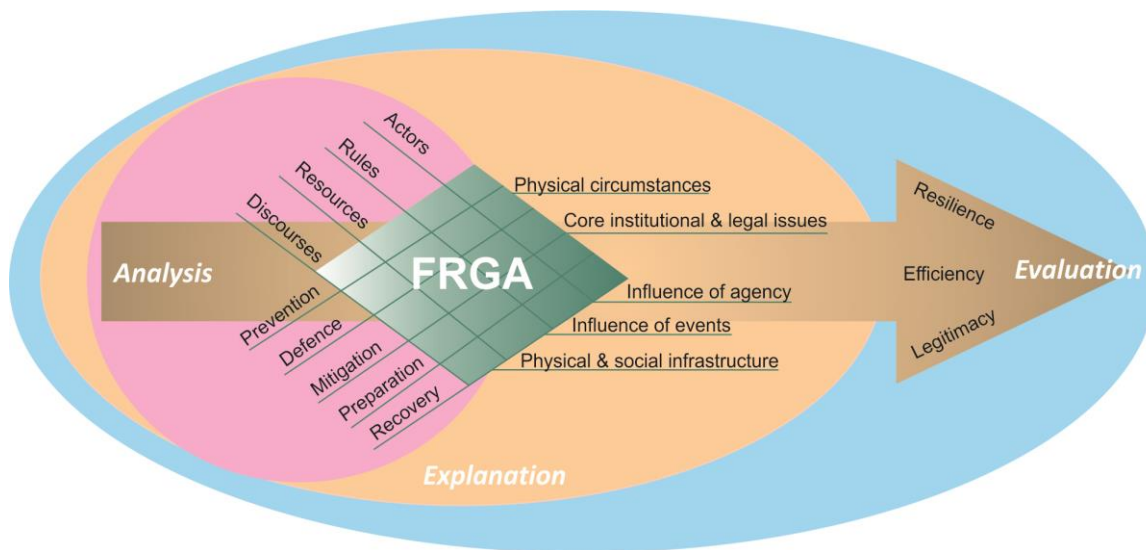 Actors
Rules
Resources
Discourses
Physical circumstances
Core institutional & legal issues
Resilience
Analysis
FRGA
Efficiency
Evaluation
Influence of agency
Prevention
Defence
Mitigation
Preparation
Recovery
Influence of events
Legitimacy
Physical & social infrastructure
Explanation